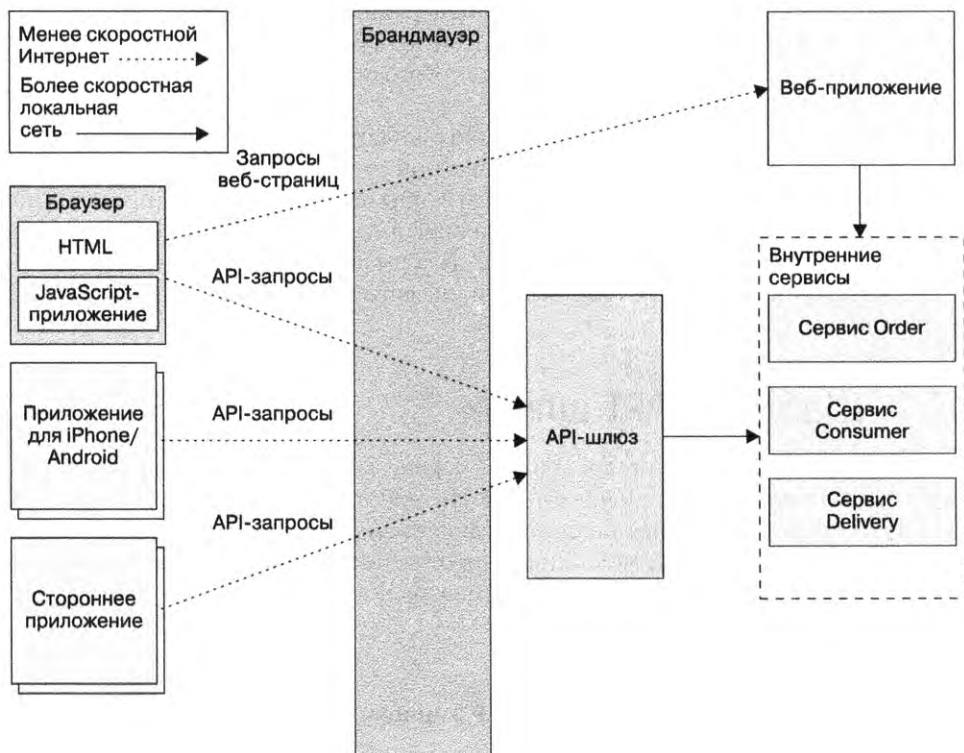 Менее скоростной
Интернет
Более скоростная
локальная
сеть
Брандмауэр
Веб-приложение
Запросы
веб-страниц
Браузер
HTML
JavaScript-
приложение
API-запросы
Внутренние
сервисы
Сервис Order
Сервис
Consumer
Сервис
Delivery
API-шлюз
Приложение
для iPhone/
Android
API-запросы
API-запросы
Стороннее
приложение